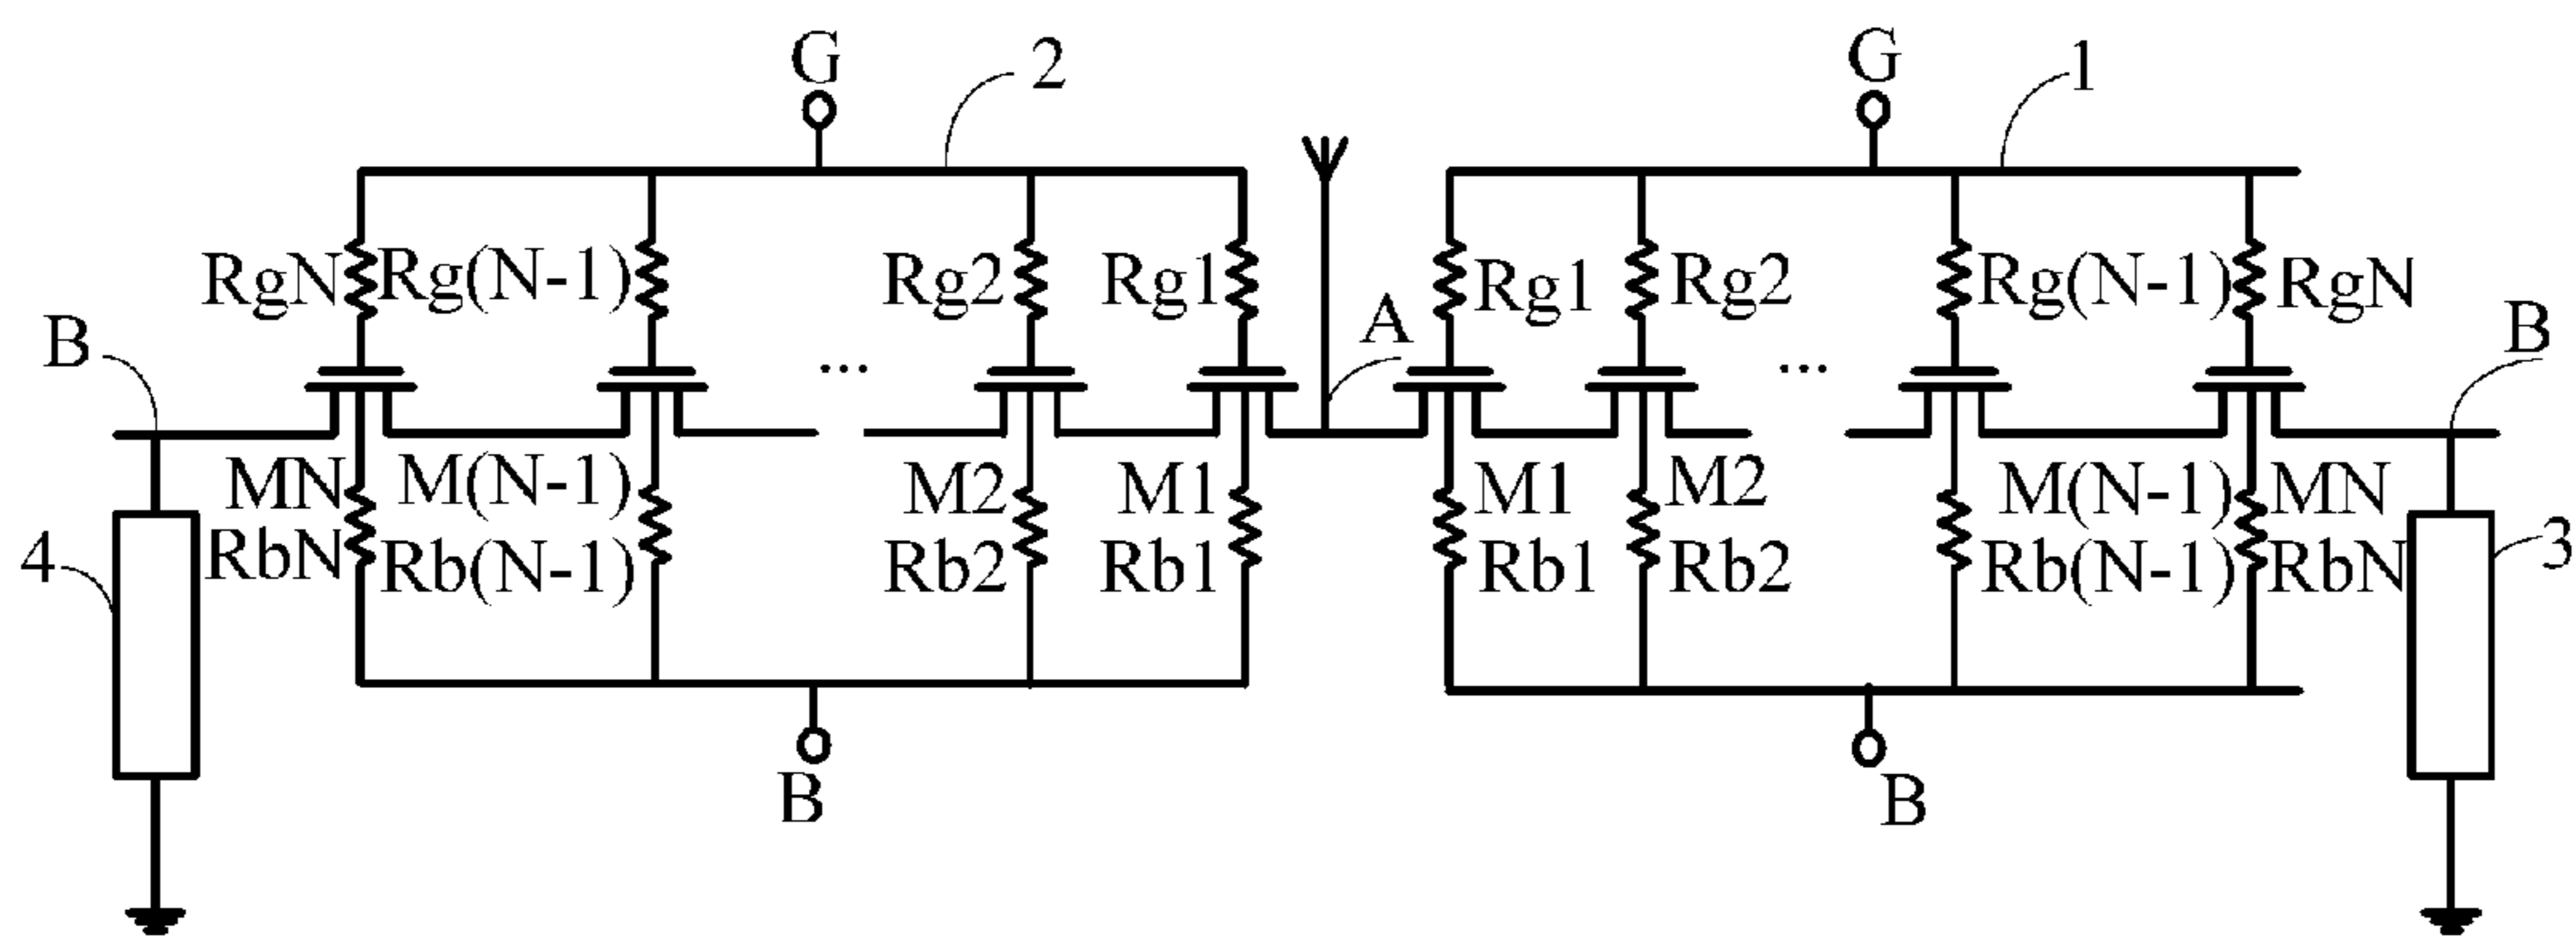 G 2 G 1
RgN Rg(N-1) Rg2 Rg1 Rg1 Rg2 Rg(N-1) RgN
B A B
... ...
MN M(N-1) M2 M1 M1 M2 M(N-1) MN
4 RbN Rb(N-1) Rb2 Rb1 Rb1 Rb2 Rb(N-1) RbN 3
B B